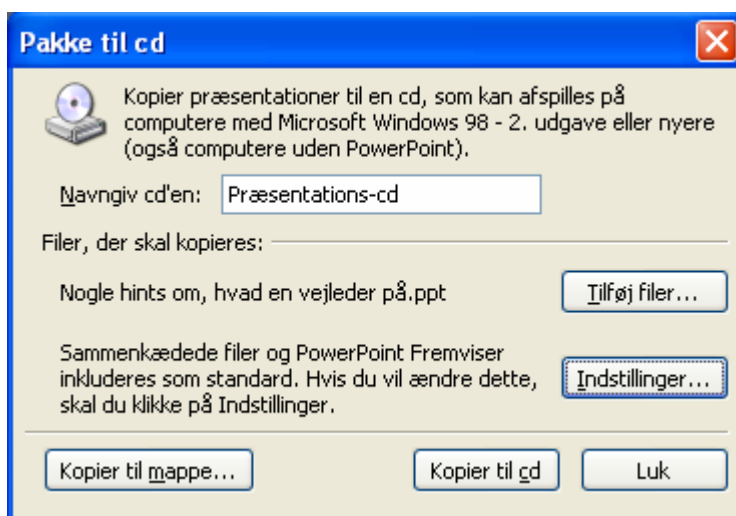 Pakke til cd
Kopier præsentationer til en cd, som kan afspilles på
computere med Microsoft Windows 98 - 2. udgave eller nyere
(også computere uden PowerPoint).
Navngiv cd'en: Præsentations-cd
Filer, der skal kopieres:
Nogle hints om, hvad en vejleder på.ppt Tilføj filer...
Sammenkædede filer og PowerPoint Fremviser
inkluderes som standard. Hvis du vil ændre dette,
skal du klikke på Indstillinger.
Indstillinger...
Kopier til mappe... Kopier til cd Luk